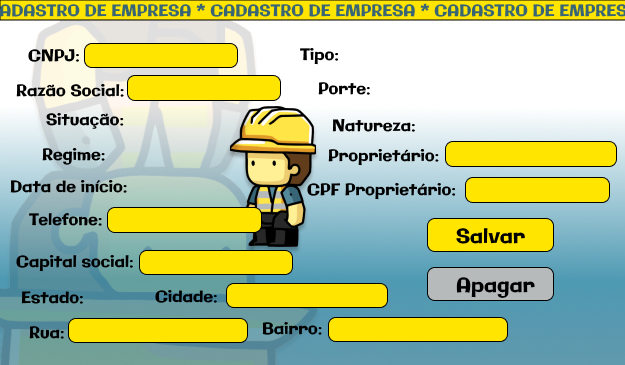 ADASTRO DE EMPRESA * CADASTRO DE EMPRESA * CADASTRO DE EMPRES
CNPJ:
Tipo:
Razão Social:
Porte:
Situação:
Natureza:
Regime:
Proprietário:
Data de início:
CPF Proprietário:
Telefone:
Salvar
Capital social:
Apagar
Estado:
Cidade:
Rua:
Bairro: